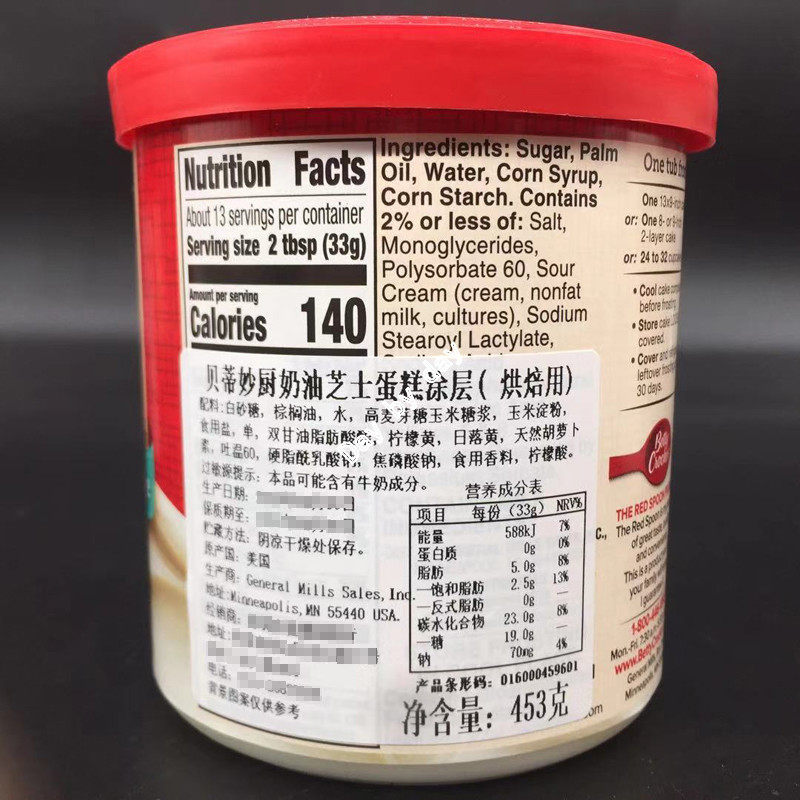 Nutrition Facts
About 13 servings per container
Serving size 2 tbsp (33g)
Amount per serving
Calories 140
Ingredients: Sugar, Palm
Oil, Water, Corn Syrup,
Corn Starch. Contains
2% or less of: Salt,
Monoglycerides,
Polysorbate 60, Sour
Cream (cream, nonfat
milk, cultures), Sodium
Stearoyl Lactylate,
One tub
One 13x9-inch
or: One 8- or 9-inch
2-layer cake
or: 24 to 32
• Cool cake
before frosting.
• Store cake
covered.
• Cover and
leftover frosting
30 days.
贝蒂妙厨奶油芝士蛋糕涂层( 烘焙用)
配料:白砂糖, 棕榈油, 水, 高麦芽糖玉米糖浆, 玉米淀粉,
食用盐, 单, 双甘油脂肪酸酯, 柠檬黄, 日落黄, 天然胡萝卜
素, 吐温60, 硬脂酰乳酸钠, 焦磷酸钠, 食用香料, 柠檬酸。
过敏源提示: 本品可能含有牛奶成分。
生产日期:
保质期至:
贮藏方法: 阴凉干燥处保存。
原产国: 美国
生产商: General Mills Sales, Inc.
地址:Minneapolis, MN 55440 USA.
经销商:
地址:
电话:
背景图案仅供参考
营养成分表
项目 每份 (33g) NRV%
能量 588kJ 7%
蛋白质 0g 0%
脂肪 5.0g 8%
—饱和脂肪 2.5g 13%
—反式脂肪 0g
碳水化合物 23.0g 8%
—糖 19.0g
钠 70mg 4%
产品条形码: 016000459601
净含量: 453克
Betty
Crocker
THE RED SPOON
The Red Spoon
of great taste,
This is a
your family
I guarantee
1-800-446-
Mon.-Fri. 7:30
www.Betty
General Mills
Minneapolis,
om